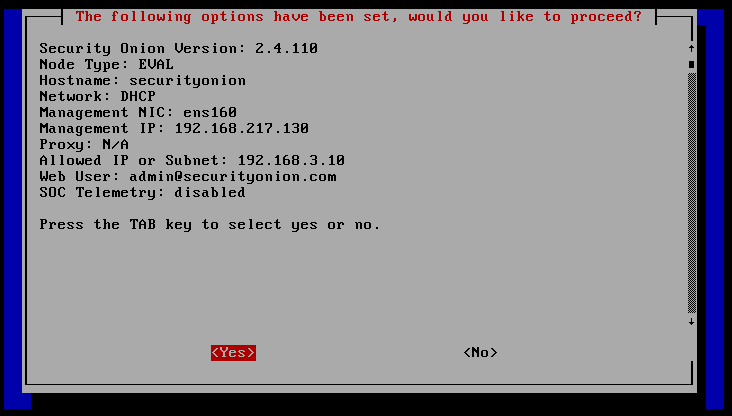 The following options have been set, would you like to proceed?
Security Onion Version: 2.4.110
Node Type: EVAL
Hostname: securityonion
Network: DHCP
Management NIC: ens160
Management IP: 192.168.217.130
Proxy: N/A
Allowed IP or Subnet: 192.168.3.10
Web User: admin@securityonion.com
SOC Telemetry: disabled
Press the TAB key to select yes or no.
<Yes> <No>